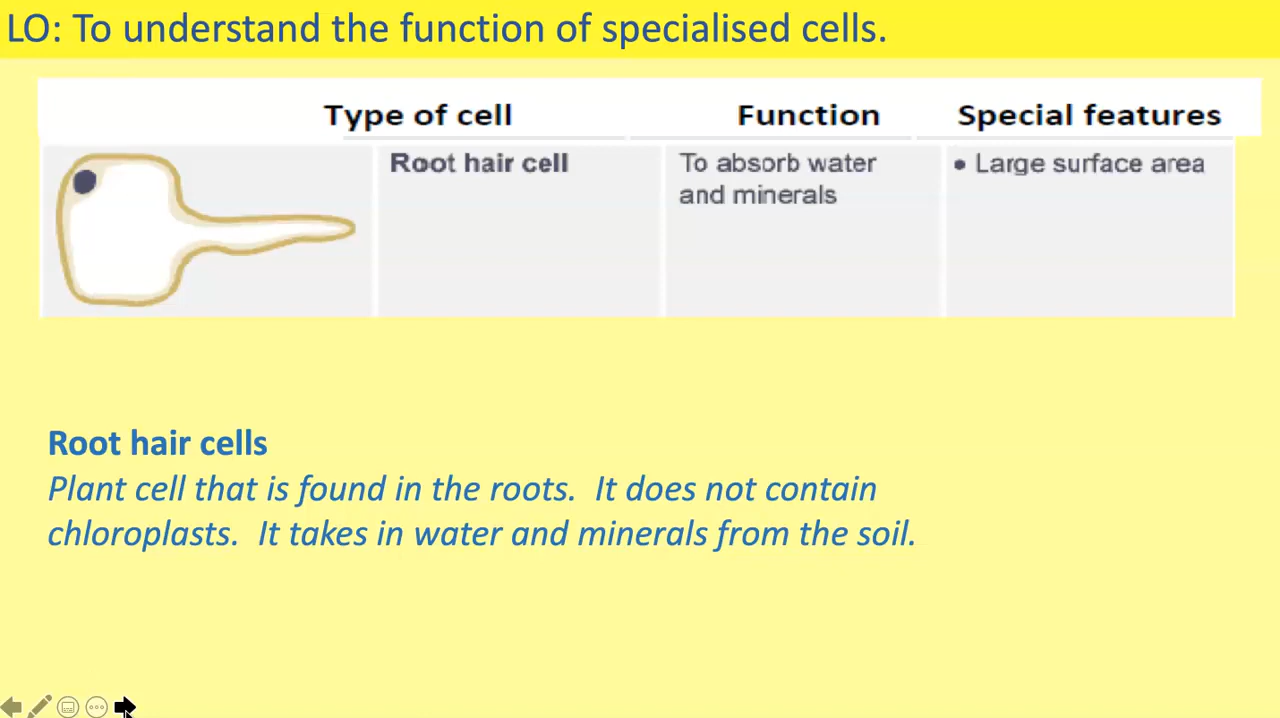 LO: To understand the function of specialised cells.
Type of cell Function Special features
Root hair cell To absorb water • Large surface area
and minerals
Root hair cells
Plant cell that is found in the roots.  It does not contain
chloroplasts.  It takes in water and minerals from the soil.